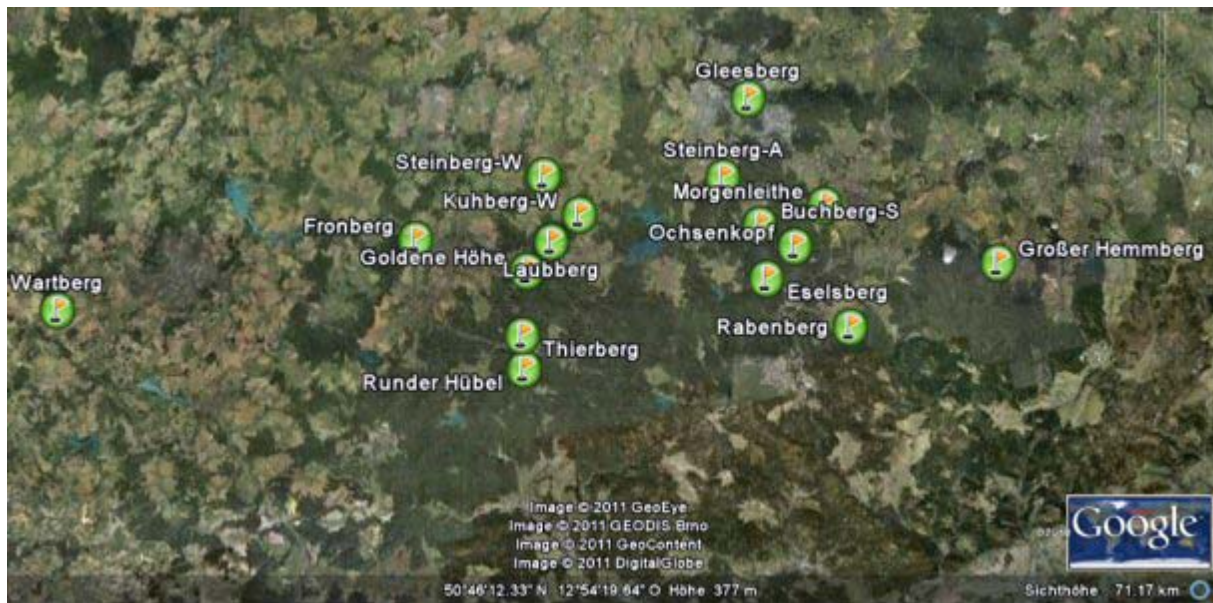 Gleesberg
Steinberg-W
Steinberg-A
Kuhberg-W
Morgenleithe
Buchberg-S
Fronberg
Ochsenkopf
Goldene Höhe
Laubberg
Großer Hemmberg
Wartberg
Eselsberg
Rabenberg
Thierberg
Runder Hübel
Image © 2011 GeoEye
Image © 2011 GEODIS Brno
Image © 2011 GeoContent
Image © 2011 DigitalGlobe
Google
50°46'12.33" N 12°54'19.64" O Höhe 377 m
Sichthöhe 71.17 km